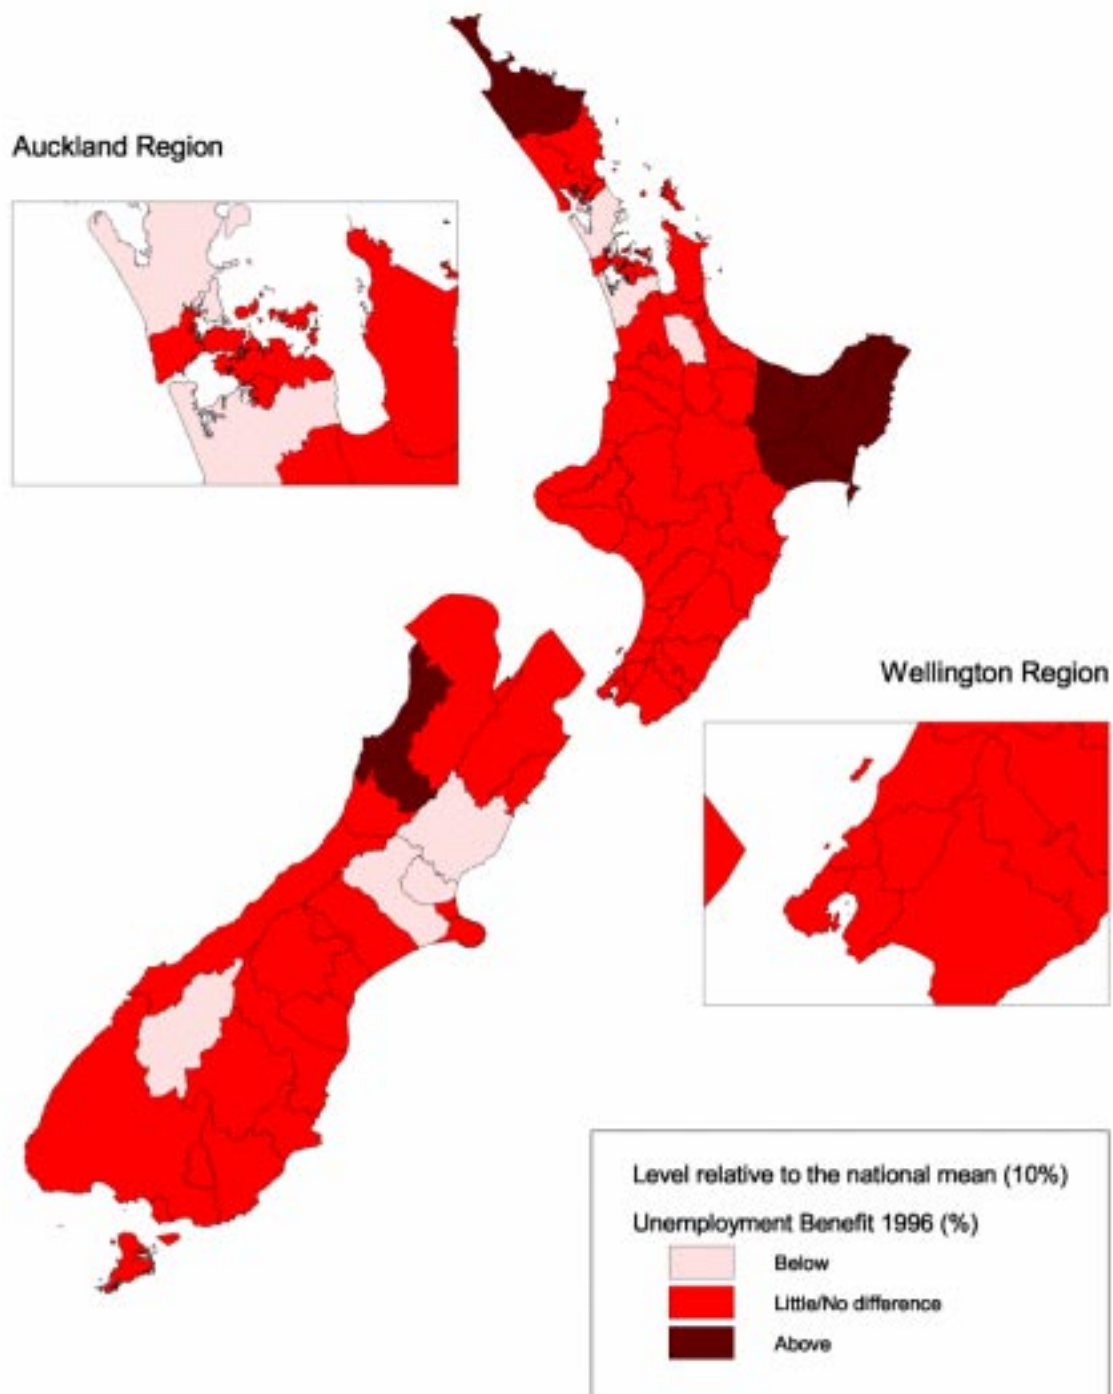 Auckland Region
Wellington Region
Level relative to the national mean (10%)
Unemployment Benefit 1996 (%)
Below
Little/No difference
Above